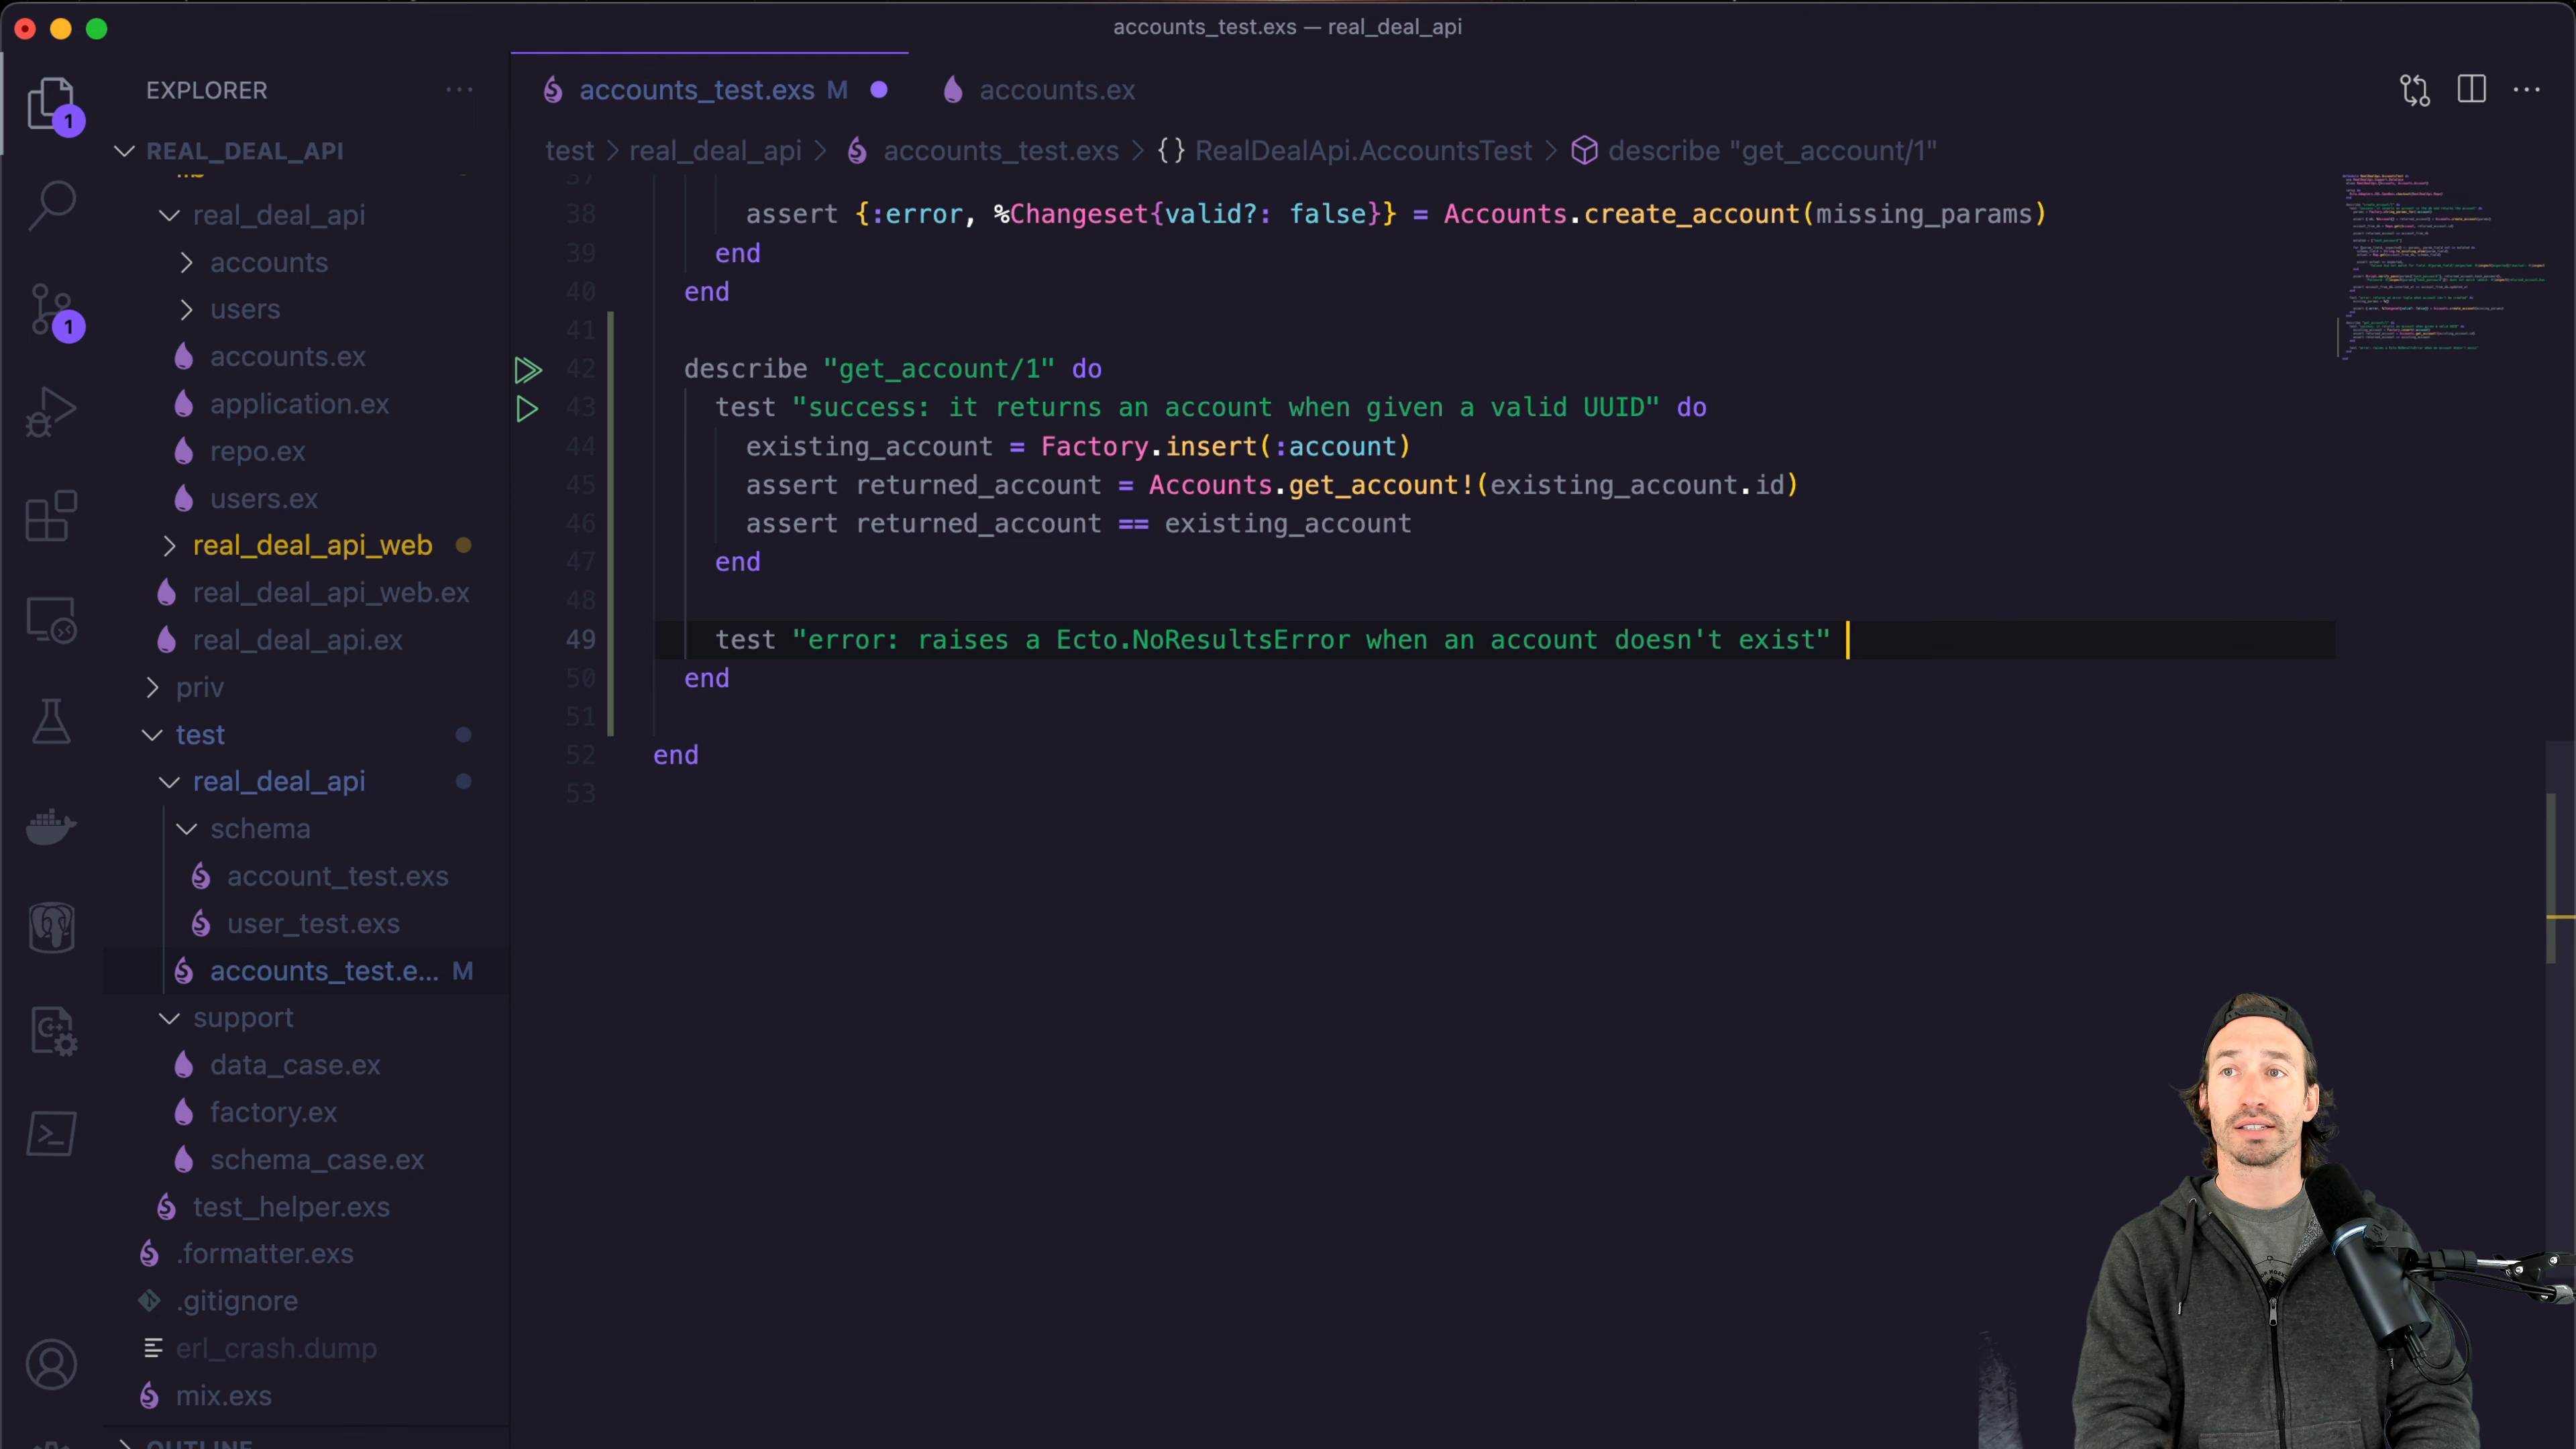 accounts_test.exs — real_deal_api
EXPLORER
accounts_test.exs M
accounts.ex
1
REAL_DEAL_API
test > real_deal_api > accounts_test.exs > {} RealDealApi.AccountsTest > describe "get_account/1"
real_deal_api
accounts
users
accounts.ex
application.ex
repo.ex
users.ex
real_deal_api_web
real_deal_api_web.ex
real_deal_api.ex
priv
test
real_deal_api
schema
account_test.exs
user_test.exs
accounts_test.e... M
support
data_case.ex
factory.ex
schema_case.ex
test_helper.exs
.formatter.exs
.gitignore
erl_crash.dump
mix.exs
OUTLINE
1
37
38 assert {:error, %Changeset{valid?: false}} = Accounts.create_account(missing_params)
39 end
40 end
41
42 describe "get_account/1" do
43 test "success: it returns an account when given a valid UUID" do
44 existing_account = Factory.insert(:account)
45 assert returned_account = Accounts.get_account!(existing_account.id)
46 assert returned_account == existing_account
47 end
48
49 test "error: raises a Ecto.NoResultsError when an account doesn't exist"
50 end
51
52 end
53